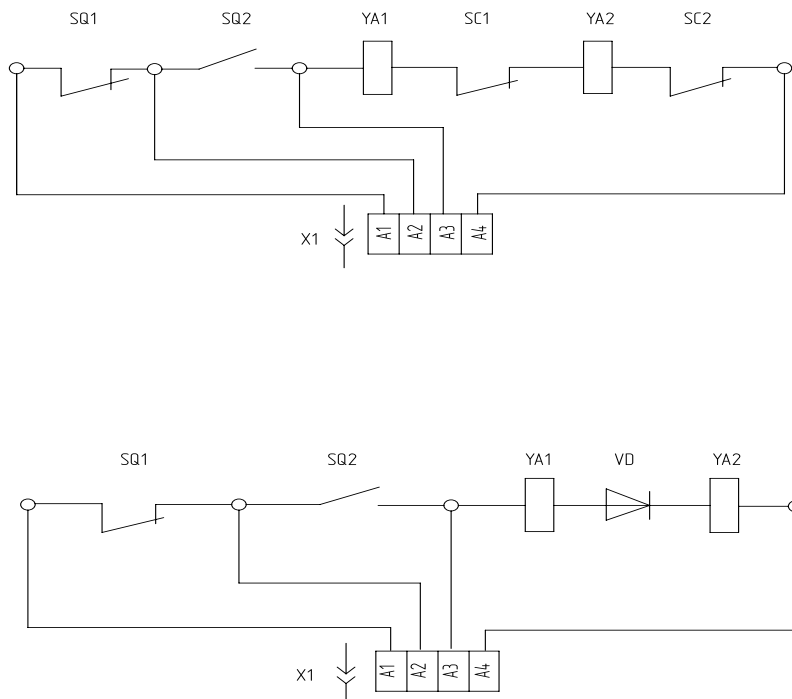 SQ1 SQ2 YA1 SC1 YA2 SC2
X1 A1 A2 A3 A4
SQ1 SQ2 YA1 VD YA2
X1 A1 A2 A3 A4